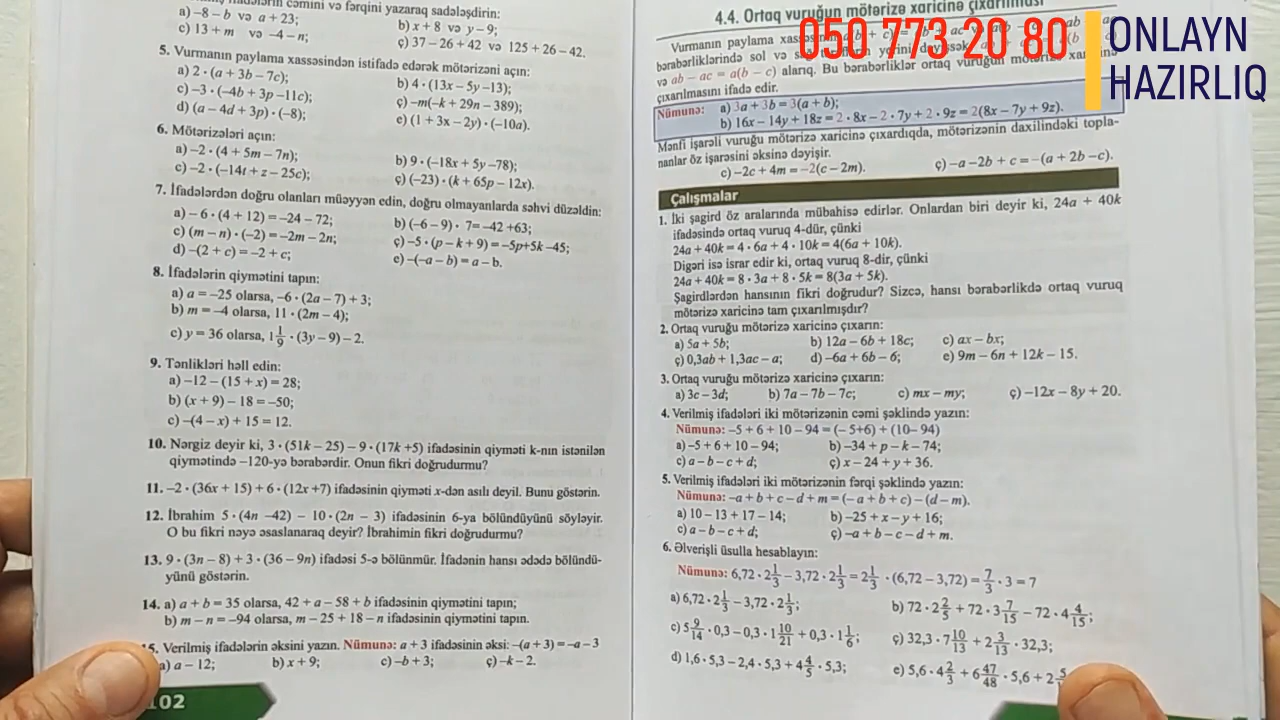 cəmini və fərqini yazaraq sadələşdirin:
a) –8 – b və a + 23;
b) x + 8 və y – 9;
c) 13 + m və –4 – n;
ç) 37 – 26 + 42 və 125 + 26 – 42.
5. Vurmanın paylama xassəsindən istifadə edərək mötərizəni açın:
a) 2 · (a + 3b – 7c);
b) 4 · (13x – 5y –13);
c) –3 · (–4b + 3p –11c);
ç) –m(–k + 29n – 389);
d) (a – 4d + 3p) · (–8);
e) (1 + 3x – 2y) · (–10a).
6. Mötərizələri açın:
a) –2 · (4 + 5m – 7n);
b) 9 · (–18x + 5y –78);
c) –2 · (–14t + z – 25c);
ç) (–23) · (k + 65p – 12x).
7. İfadələrdən doğru olanları müəyyən edin, doğru olmayanlarda səhvi düzəldin:
a) – 6 · (4 + 12) = –24 – 72;
b) (–6 – 9) · 7= –42 +63;
c) (m – n) · (–2) = –2m – 2n;
ç) –5 · (p – k + 9) = –5p+5k –45;
d) –(2 + c) = –2 + c;
e) –(–a – b) = a – b.
8. İfadələrin qiymətini tapın:
a) a = –25 olarsa, –6 · (2a – 7) + 3;
b) m = –4 olarsa, 11 · (2m – 4);
c) y = 36 olarsa, 1 1/9 · (3y – 9) – 2.
9. Tənlikləri həll edin:
a) –12 – (15 + x) = 28;
b) (x + 9) – 18 = –50;
c) –(4 – x) + 15 = 12.
10. Nərgiz deyir ki, 3 · (51k – 25) – 9 · (17k +5) ifadəsinin qiyməti k-nın istənilən
qiymətində –120-yə bərabərdir. Onun fikri doğrudurmu?
11. –2 · (36x + 15) + 6 · (12x +7) ifadəsinin qiyməti x-dən asılı deyil. Bunu göstərin.
12. İbrahim 5 · (4n –42) – 10 · (2n – 3) ifadəsinin 6-ya bölündüyünü söyləyir.
O bu fikri nəyə əsaslanaraq deyir? İbrahimin fikri doğrudurmu?
13. 9 · (3n – 8) + 3 · (36 – 9n) ifadəsi 5-ə bölünmür. İfadənin hansı ədədə bölündü-
yünü göstərin.
14. a) a + b = 35 olarsa, 42 + a – 58 + b ifadəsinin qiymətini tapın;
b) m – n = –94 olarsa, m – 25 + 18 – n ifadəsinin qiymətini tapın.
15. Verilmiş ifadələrin əksini yazın. Nümunə: a + 3 ifadəsinin əksi: –(a + 3) = –a – 3
a) a – 12;
b) x + 9;
c) –b + 3;
ç) –k – 2.
102
4.4. Ortaq vuruğun mötərizə xaricinə çıxarılması
050 773 20 80
ONLAYN
HAZIRLIQ
Vurmanın paylama
bərabərliklərində sol və
və ab – ac = a(b – c) alarıq. Bu bərabərliklər ortaq vuruğun mötərizə
çıxarılmasını ifadə edir.
Nümunə: a) 3a + 3b = 3(a + b);
b) 16x – 14y + 18z = 2 · 8x – 2 · 7y + 2 · 9z = 2(8x – 7y + 9z).
Mənfi işarəli vuruğu mötərizə xaricinə çıxardıqda, mötərizənin daxilindəki topla-
nanlar öz işarəsini əksinə dəyişir.
c) –2c + 4m = –2(c – 2m).
ç) –a –2b + c = –(a + 2b –c).
Çalışmalar
1. İki şagird öz aralarında mübahisə edirlər. Onlardan biri deyir ki, 24a + 40k
ifadəsində ortaq vuruq 4-dür, çünki
24a + 40k = 4 · 6a + 4 · 10k = 4(6a + 10k).
Digəri isə israr edir ki, ortaq vuruq 8-dir, çünki
24a + 40k = 8 · 3a + 8 · 5k = 8(3a + 5k).
Şagirdlərdən hansının fikri doğrudur? Sizcə, hansı bərabərlikdə ortaq vuruq
mötərizə xaricinə tam çıxarılmışdır?
2. Ortaq vuruğu mötərizə xaricinə çıxarın:
a) 5a + 5b;
b) 12a – 6b + 18c;
c) ax – bx;
ç) 0,3ab + 1,3ac – a;
d) –6a + 6b – 6;
e) 9m – 6n + 12k – 15.
3. Ortaq vuruğu mötərizə xaricinə çıxarın:
a) 3c – 3d;
b) 7a – 7b – 7c;
c) mx – my;
ç) –12x – 8y + 20.
4. Verilmiş ifadələri iki mötərizənin cəmi şəklində yazın:
Nümunə: –5 + 6 + 10 – 94 = (– 5+6) + (10– 94)
a) –5 + 6 + 10 – 94;
b) –34 + p – k – 74;
c) a – b – c + d;
ç) x – 24 + y + 36.
5. Verilmiş ifadələri iki mötərizənin fərqi şəklində yazın:
Nümunə: –a + b + c – d + m = (–a + b + c) – (d – m).
a) 10 – 13 + 17 – 14;
b) –25 + x – y + 16;
c) a – b – c + d;
ç) –a + b – c – d + m.
6. Əlverişli üsulla hesablayın:
Nümunə: 6,72 · 2 1/3 – 3,72 · 2 1/3 = 2 1/3 · (6,72 – 3,72) = 7/3 · 3 = 7
a) 6,72 · 2 1/3 – 3,72 · 2 1/3;
b) 72 · 2 2/5 + 72 · 3 7/15 – 72 · 4 4/15;
c) 5 9/14 · 0,3 – 0,3 · 1 10/21 + 0,3 · 1 1/6;
ç) 32,3 · 7 10/13 + 2 3/13 · 32,3;
d) 1,6 · 5,3 – 2,4 · 5,3 + 4 4/5 · 5,3;
e) 5,6 · 4 2/3 + 6 47/48 · 5,6 + 2